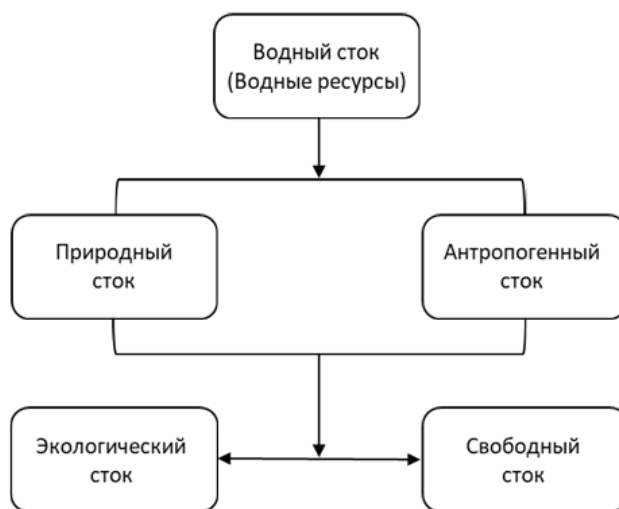 Водный сток
(Водные ресурсы)
Природный
сток
Антропогенный
сток
Экологический
сток
Свободный
сток